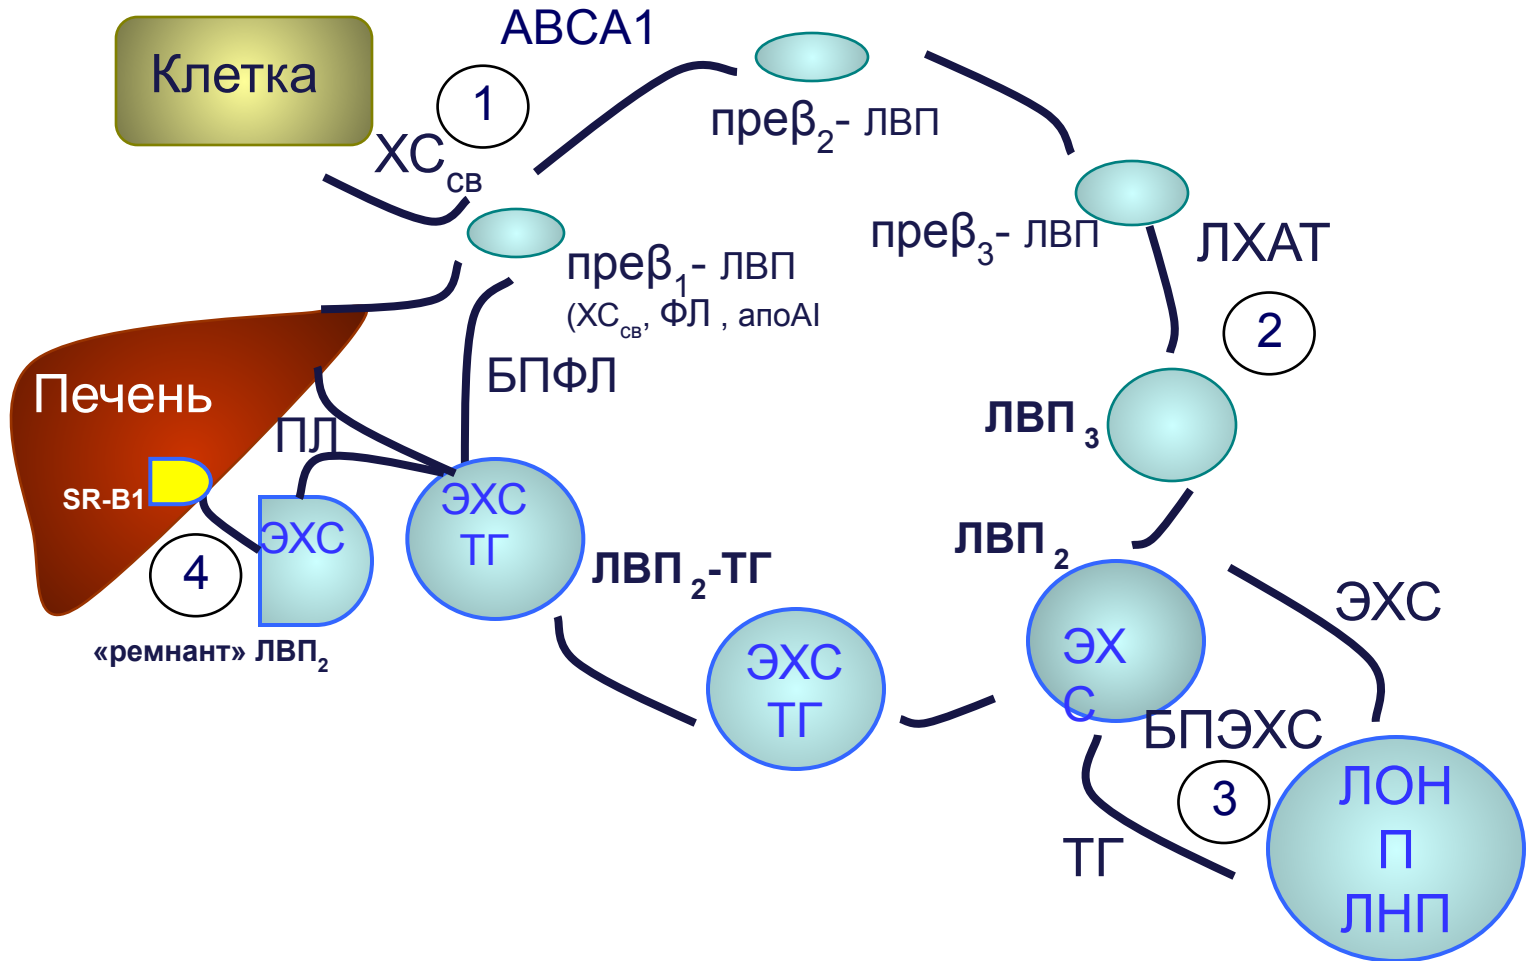 ABCA1
Клетка
1
ХСсв
преβ2- ЛВП
преβ3- ЛВП
ЛХАТ
преβ1- ЛВП
(ХСсв, ФЛ , апоАI
2
БПФЛ
Печень
ПЛ
ЛВП 3
SR-B1
ЭХС
ТГ
ЭХС
4
ЛВП 2-ТГ
ЛВП 2
«ремнант» ЛВП2
ЭХС
ТГ
ЭХ
С
ЭХС
БПЭХС
3
ТГ
ЛОН
П
ЛНП